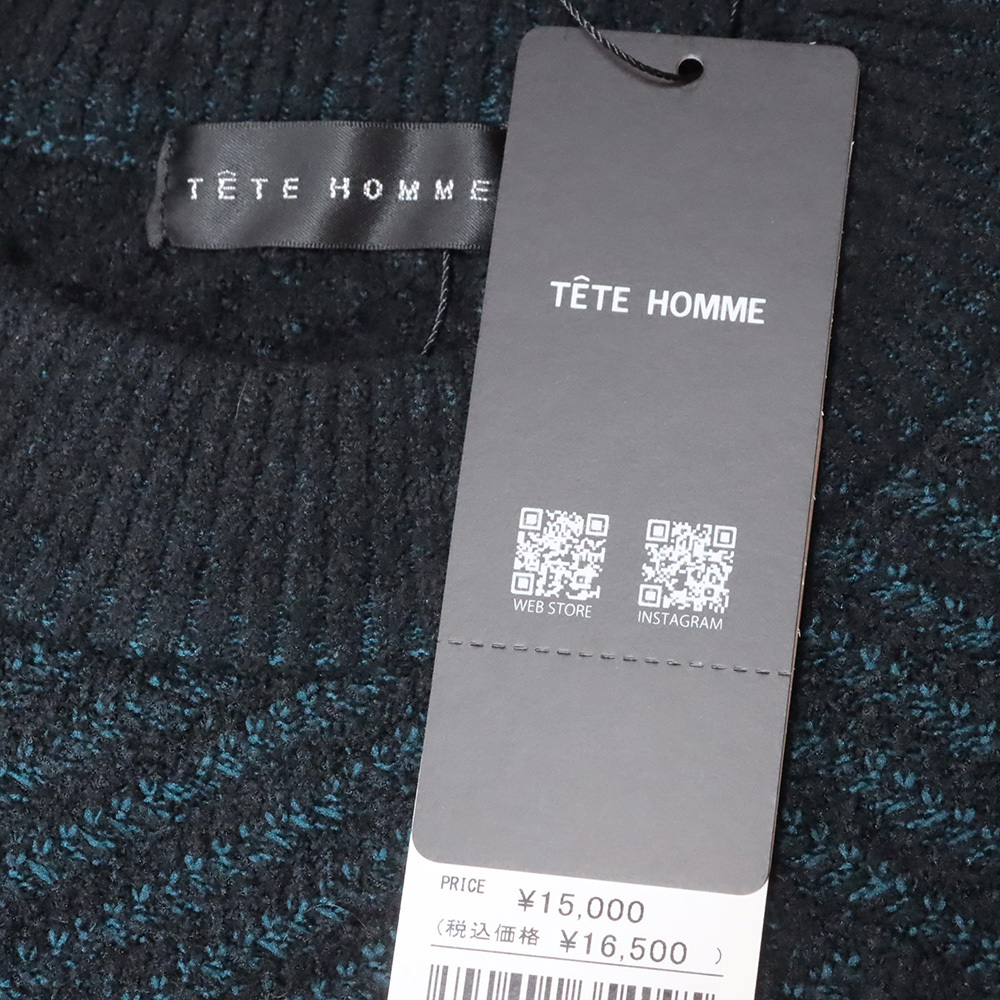 TÊTE HOMME
TÊTE HOMME
WEB STORE
INSTAGRAM
PRICE ¥15,000
(税込価格 ¥16,500 )